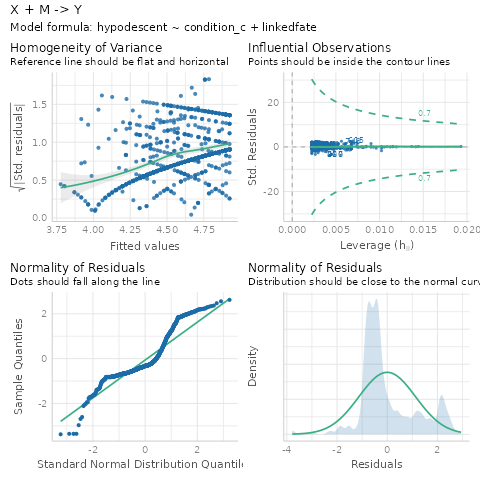 X + M -> Y
Model formula: hypodescent ~ condition_c + linkedfate
Homogeneity of Variance
Reference line should be flat and horizontal
√|Std. residuals|
1.5
1.0
0.5
0.0
3.75 4.00 4.25 4.50 4.75
Fitted values
Influential Observations
Points should be inside the contour lines
Std. Residuals
20
0
-20
0.7
0.7
0.000 0.005 0.010 0.015 0.020
Leverage (hᵢᵢ)
Normality of Residuals
Dots should fall along the line
Sample Quantiles
2
0
-2
-2 0 2
Standard Normal Distribution Quantile
Normality of Residuals
Distribution should be close to the normal curv
Density
-4 -2 0 2
Residuals